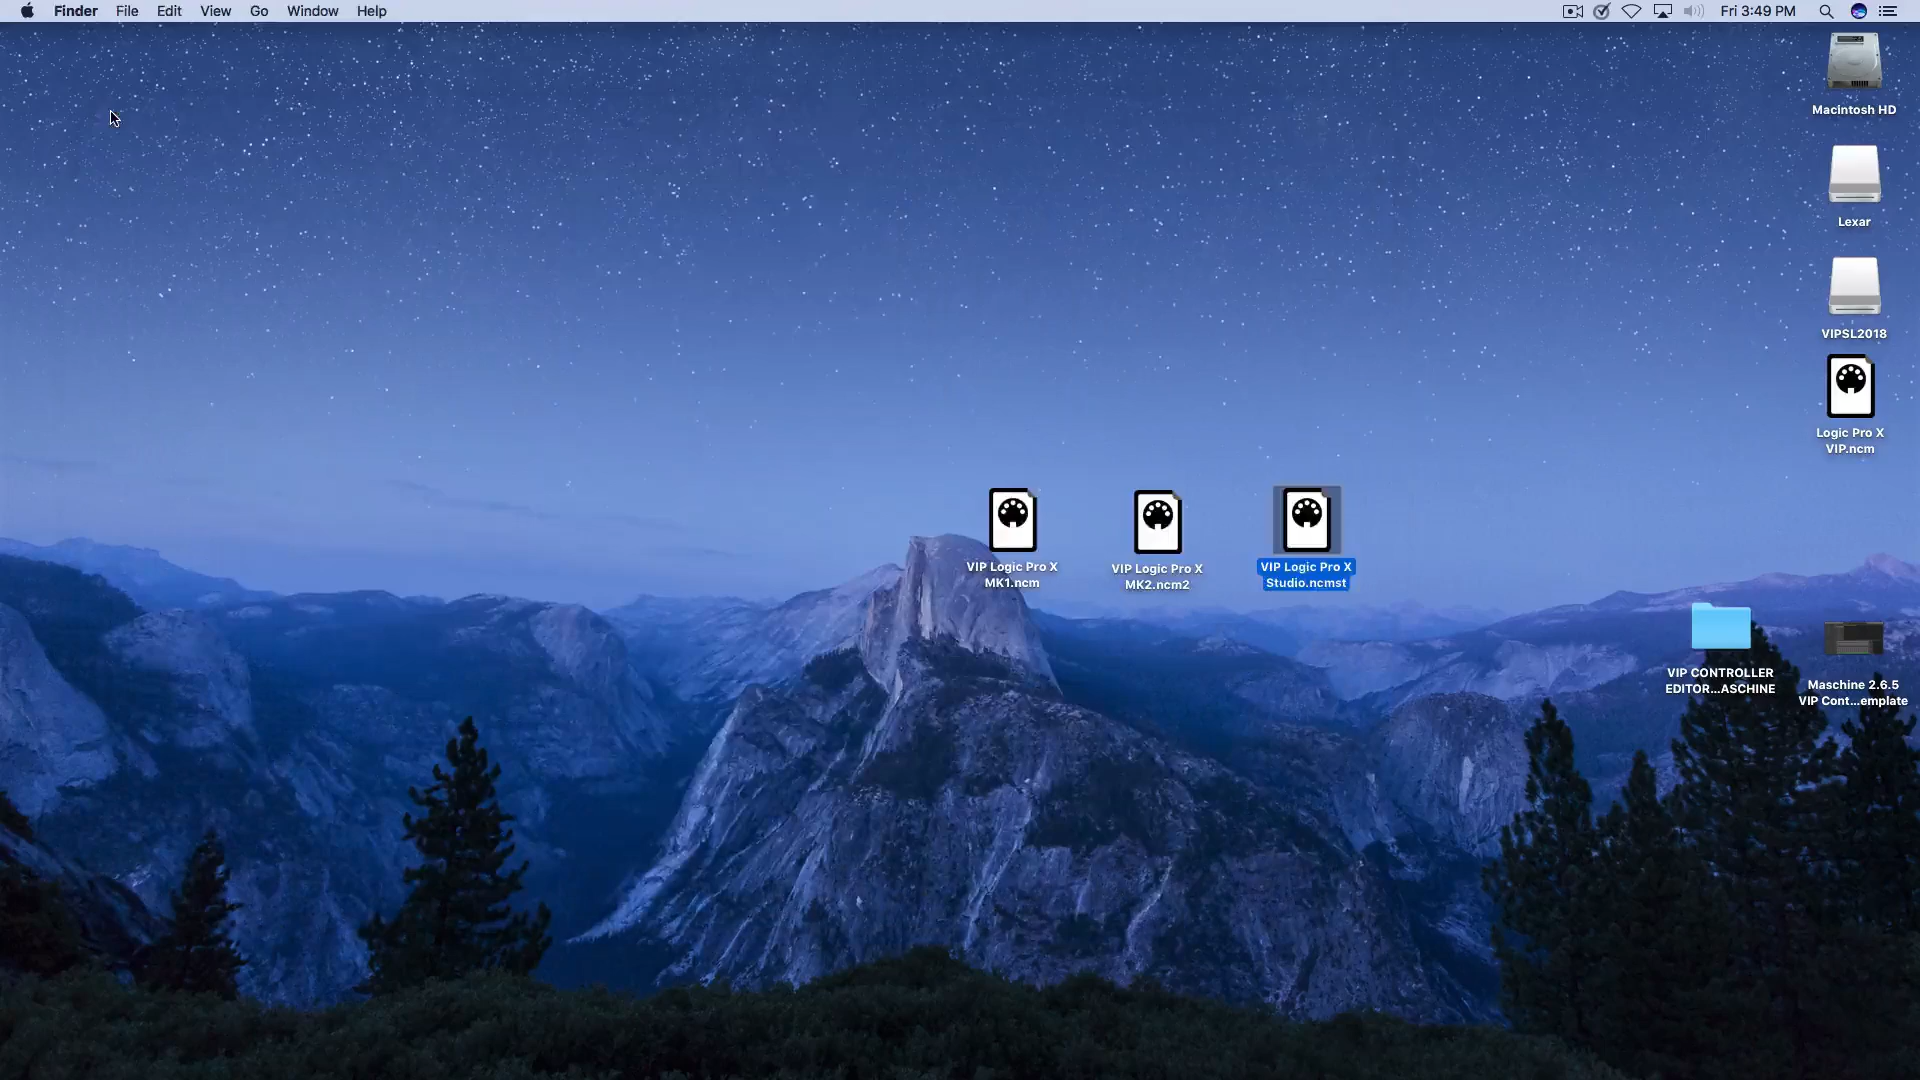 Finder File Edit View Go Window Help Fri 3:49 PM
Macintosh HD
Lexar
VIPSL2018
Logic Pro X
VIP.ncm
VIP Logic Pro X
MK1.ncm
VIP Logic Pro X
MK2.ncm2
VIP Logic Pro X
Studio.ncmst
VIP CONTROLLER
EDITOR...ASCHINE
Maschine 2.6.5
VIP Cont...emplate